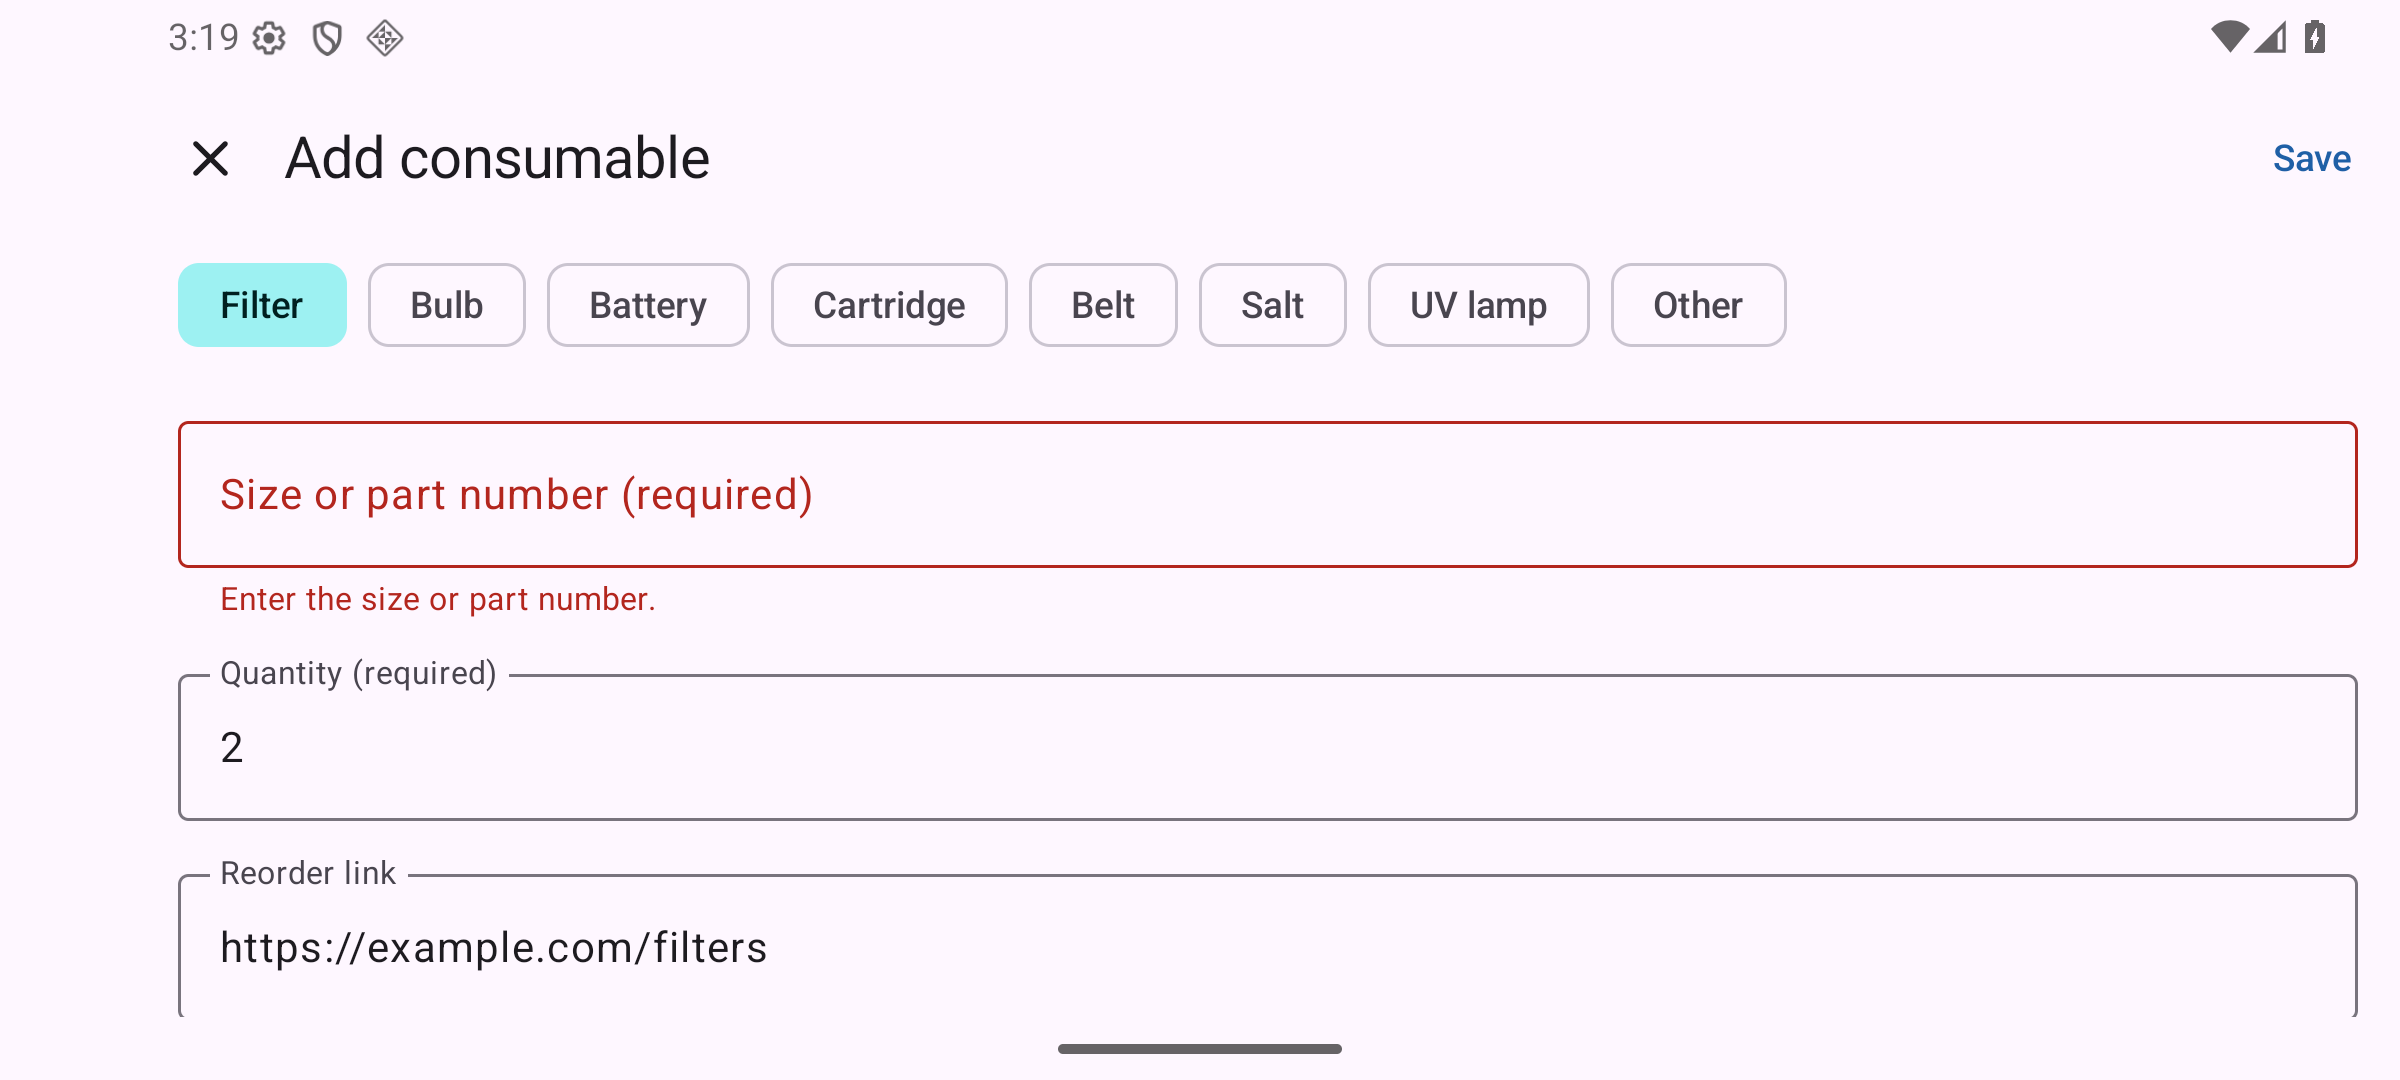 3:19
Add consumable
Save
Filter Bulb Battery Cartridge Belt Salt UV lamp Other
Size or part number (required)
Enter the size or part number.
Quantity (required)
2
Reorder link
https://example.com/filters